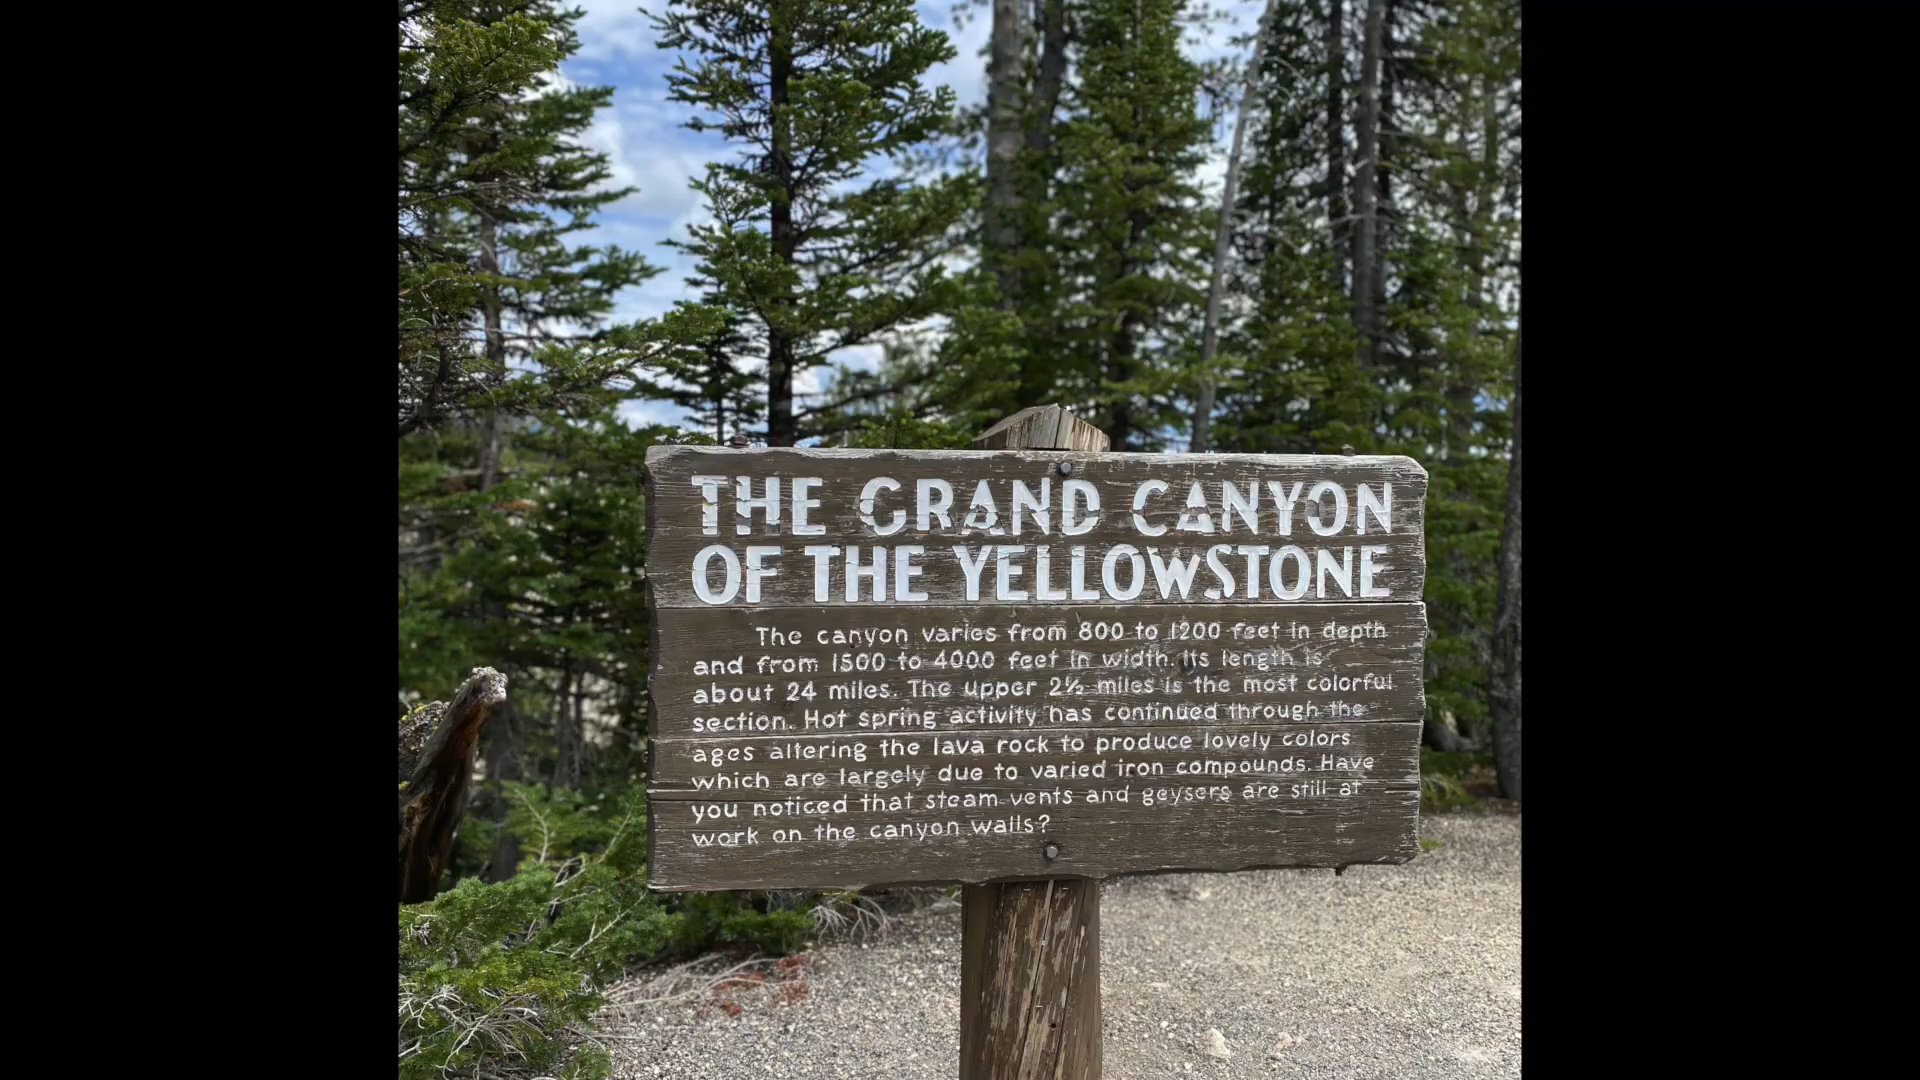 THE GRAND CANYON
OF THE YELLOWSTONE
The canyon varies from 800 to 1200 feet in depth
and from 1500 to 4000 feet in width. Its length is
about 24 miles. The upper 2½ miles is the most colorful
section. Hot spring activity has continued through the
ages altering the lava rock to produce lovely colors
which are largely due to varied iron compounds. Have
you noticed that steam vents and geysers are still at
work on the canyon walls?